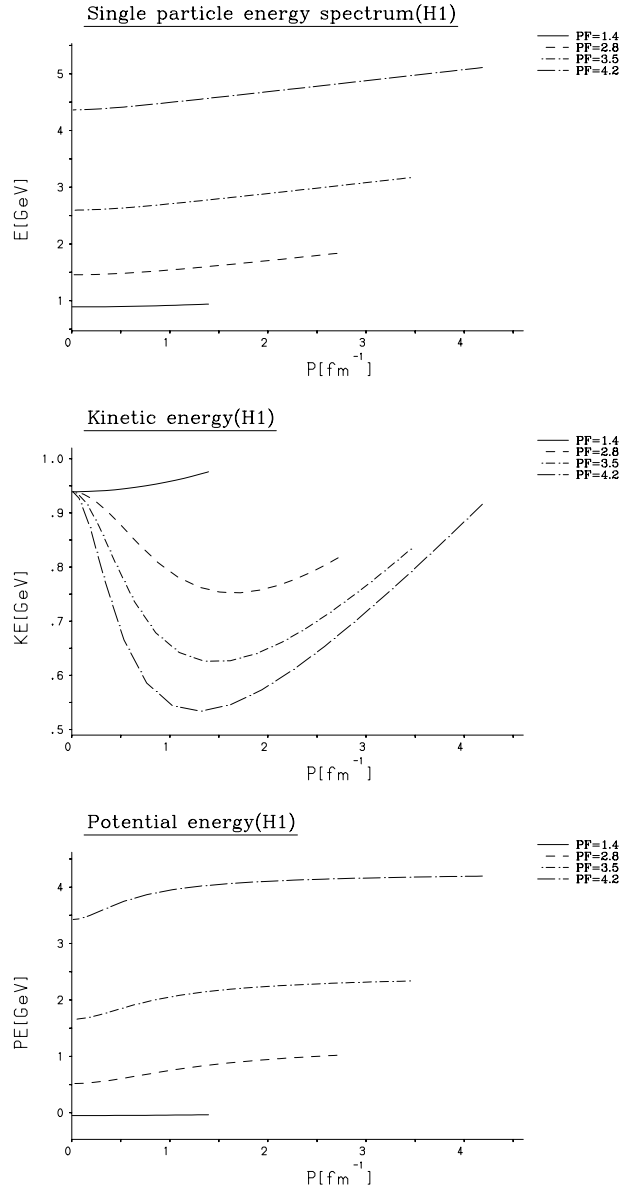 Single particle energy spectrum(H1)
PF=1.4
PF=2.8
PF=3.5
PF=4.2
5
4
3
2
1
E[GeV]
0 1 2 3 4
P[fm⁻¹]
Kinetic energy(H1)
PF=1.4
PF=2.8
PF=3.5
PF=4.2
1.0
.9
.8
.7
.6
.5
KE[GeV]
0 1 2 3 4
P[fm⁻¹]
Potential energy(H1)
PF=1.4
PF=2.8
PF=3.5
PF=4.2
4
3
2
1
0
PE[GeV]
0 1 2 3 4
P[fm⁻¹]